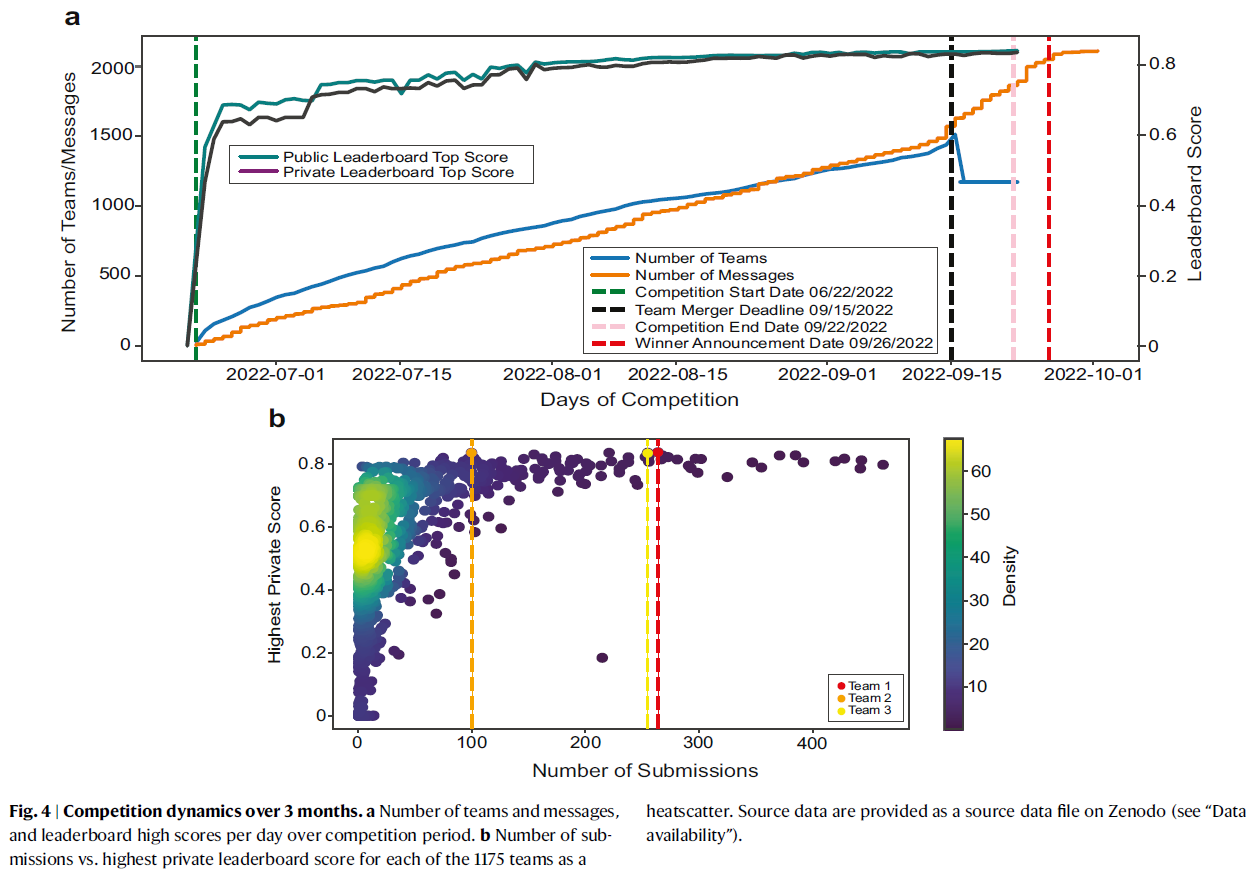 a
Number of Teams/Messages
2000
1500
1000
500
0
Public Leaderboard Top Score
Private Leaderboard Top Score
Number of Teams
Number of Messages
Competition Start Date 06/22/2022
Team Merger Deadline 09/15/2022
Competition End Date 09/22/2022
Winner Announcement Date 09/26/2022
0.8
0.6
0.4
0.2
0
Leaderboard Score
2022-07-01 2022-07-15 2022-08-01 2022-08-15 2022-09-01 2022-09-15 2022-10-01
Days of Competition
b
Highest Private Score
0.8
0.6
0.4
0.2
0
Team 1
Team 2
Team 3
0 100 200 300 400
Number of Submissions
60
50
40
30
20
10
Density
Fig. 4 | Competition dynamics over 3 months. a Number of teams and messages,
and leaderboard high scores per day over competition period. b Number of sub-
missions vs. highest private leaderboard score for each of the 1175 teams as a
heatscatter. Source data are provided as a source data file on Zenodo (see “Data
availability”).